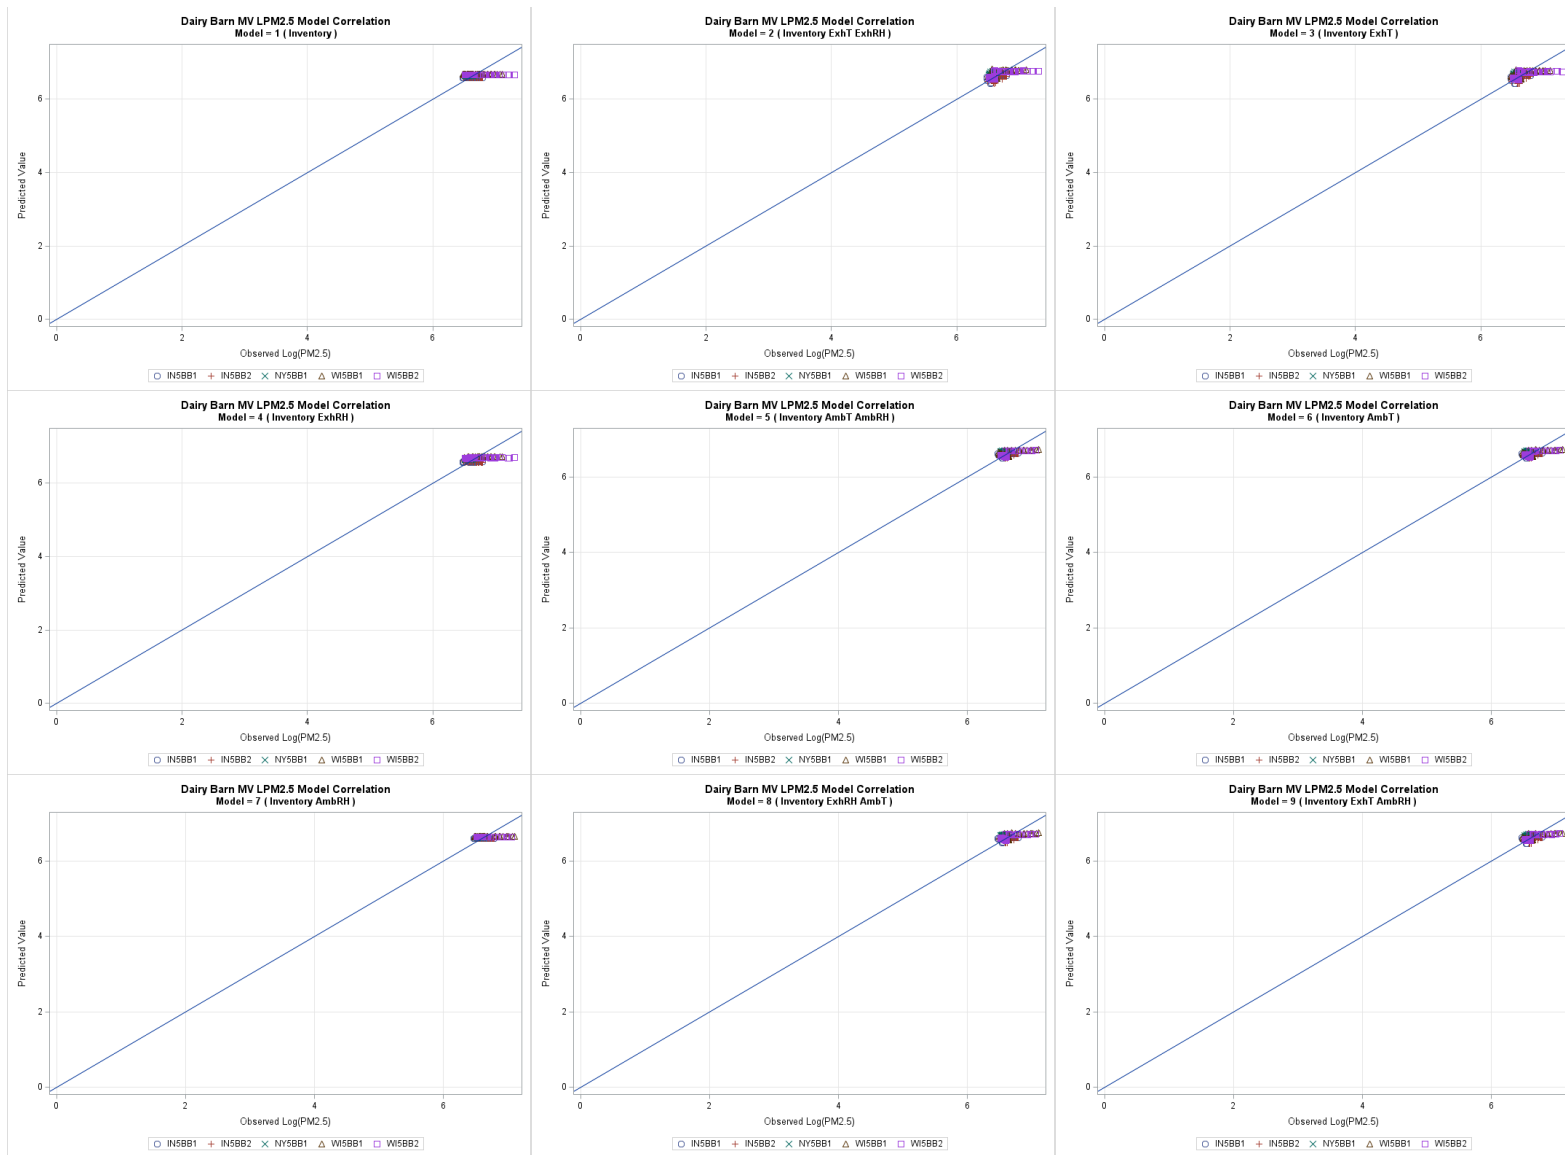 Dairy Barn MV LPM2.5 Model Correlation
Model = 1 ( Inventory )
6
4
2
0
Predicted Value
0 2 4 6
Observed Log(PM2.5)
IN5BB1 IN5BB2 NY5BB1 WI5BB1 WI5BB2
Dairy Barn MV LPM2.5 Model Correlation
Model = 2 ( Inventory ExhT ExhRH )
6
4
2
0
Predicted Value
0 2 4 6
Observed Log(PM2.5)
IN5BB1 IN5BB2 NY5BB1 WI5BB1 WI5BB2
Dairy Barn MV LPM2.5 Model Correlation
Model = 3 ( Inventory ExhT )
6
4
2
0
Predicted Value
0 2 4 6
Observed Log(PM2.5)
IN5BB1 IN5BB2 NY5BB1 WI5BB1 WI5BB2
Dairy Barn MV LPM2.5 Model Correlation
Model = 4 ( Inventory ExhRH )
6
4
2
0
Predicted Value
0 2 4 6
Observed Log(PM2.5)
IN5BB1 IN5BB2 NY5BB1 WI5BB1 WI5BB2
Dairy Barn MV LPM2.5 Model Correlation
Model = 5 ( Inventory AmbT AmbRH )
6
4
2
0
Predicted Value
0 2 4 6
Observed Log(PM2.5)
IN5BB1 IN5BB2 NY5BB1 WI5BB1 WI5BB2
Dairy Barn MV LPM2.5 Model Correlation
Model = 6 ( Inventory AmbT )
6
4
2
0
Predicted Value
0 2 4 6
Observed Log(PM2.5)
IN5BB1 IN5BB2 NY5BB1 WI5BB1 WI5BB2
Dairy Barn MV LPM2.5 Model Correlation
Model = 7 ( Inventory AmbRH )
6
4
2
0
Predicted Value
0 2 4 6
Observed Log(PM2.5)
IN5BB1 IN5BB2 NY5BB1 WI5BB1 WI5BB2
Dairy Barn MV LPM2.5 Model Correlation
Model = 8 ( Inventory ExhRH AmbT )
6
4
2
0
Predicted Value
0 2 4 6
Observed Log(PM2.5)
IN5BB1 IN5BB2 NY5BB1 WI5BB1 WI5BB2
Dairy Barn MV LPM2.5 Model Correlation
Model = 9 ( Inventory ExhT AmbRH )
6
4
2
0
Predicted Value
0 2 4 6
Observed Log(PM2.5)
IN5BB1 IN5BB2 NY5BB1 WI5BB1 WI5BB2